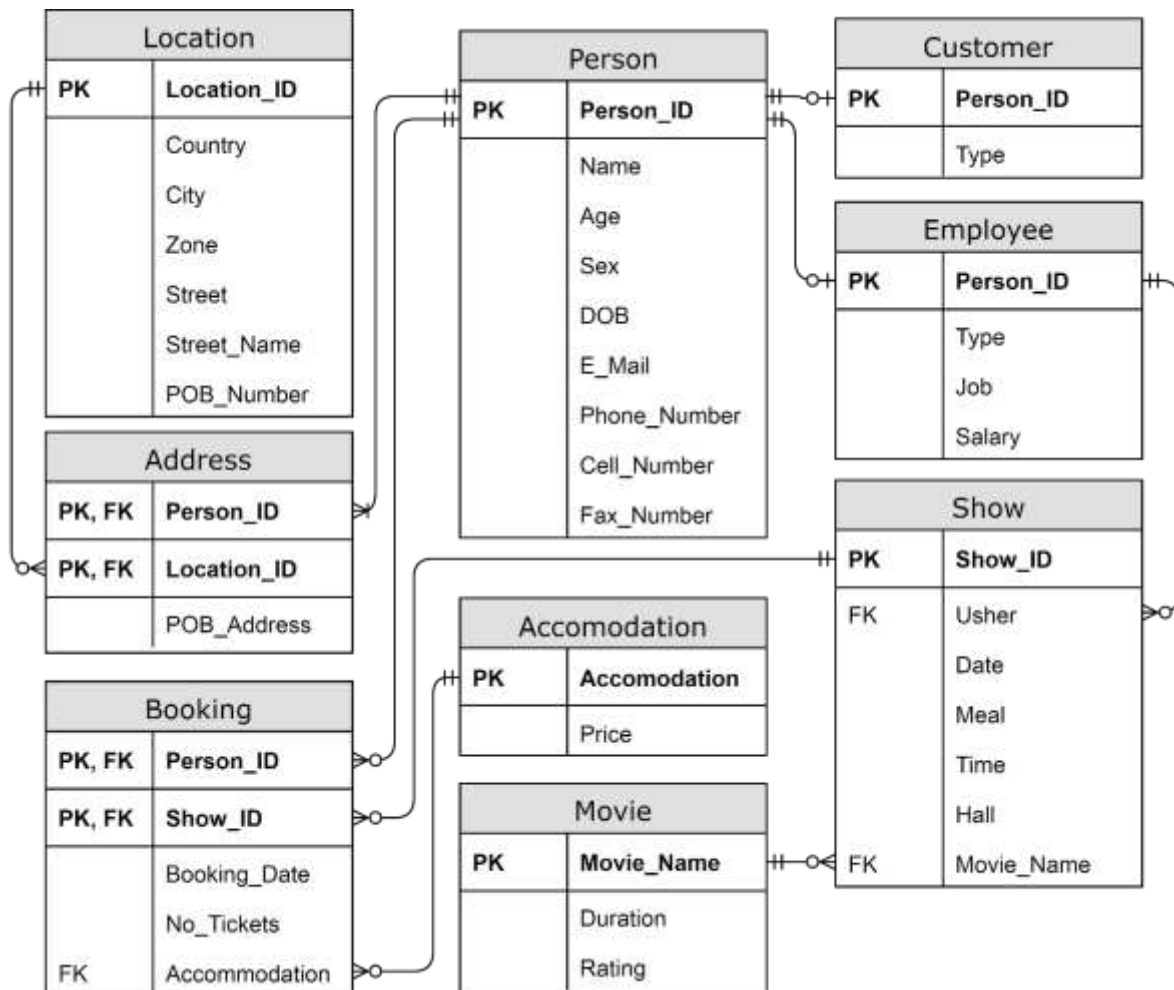 Location
PK Location_ID
Country
City
Zone
Street
Street_Name
POB_Number
Address
PK, FK Person_ID
PK, FK Location_ID
POB_Address
Booking
PK, FK Person_ID
PK, FK Show_ID
Booking_Date
No_Tickets
FK Accommodation
Person
PK Person_ID
Name
Age
Sex
DOB
E_Mail
Phone_Number
Cell_Number
Fax_Number
Accomodation
PK Accomodation
Price
Movie
PK Movie_Name
Duration
Rating
Customer
PK Person_ID
Type
Employee
PK Person_ID
Type
Job
Salary
Show
PK Show_ID
FK Usher
Date
Meal
Time
Hall
FK Movie_Name